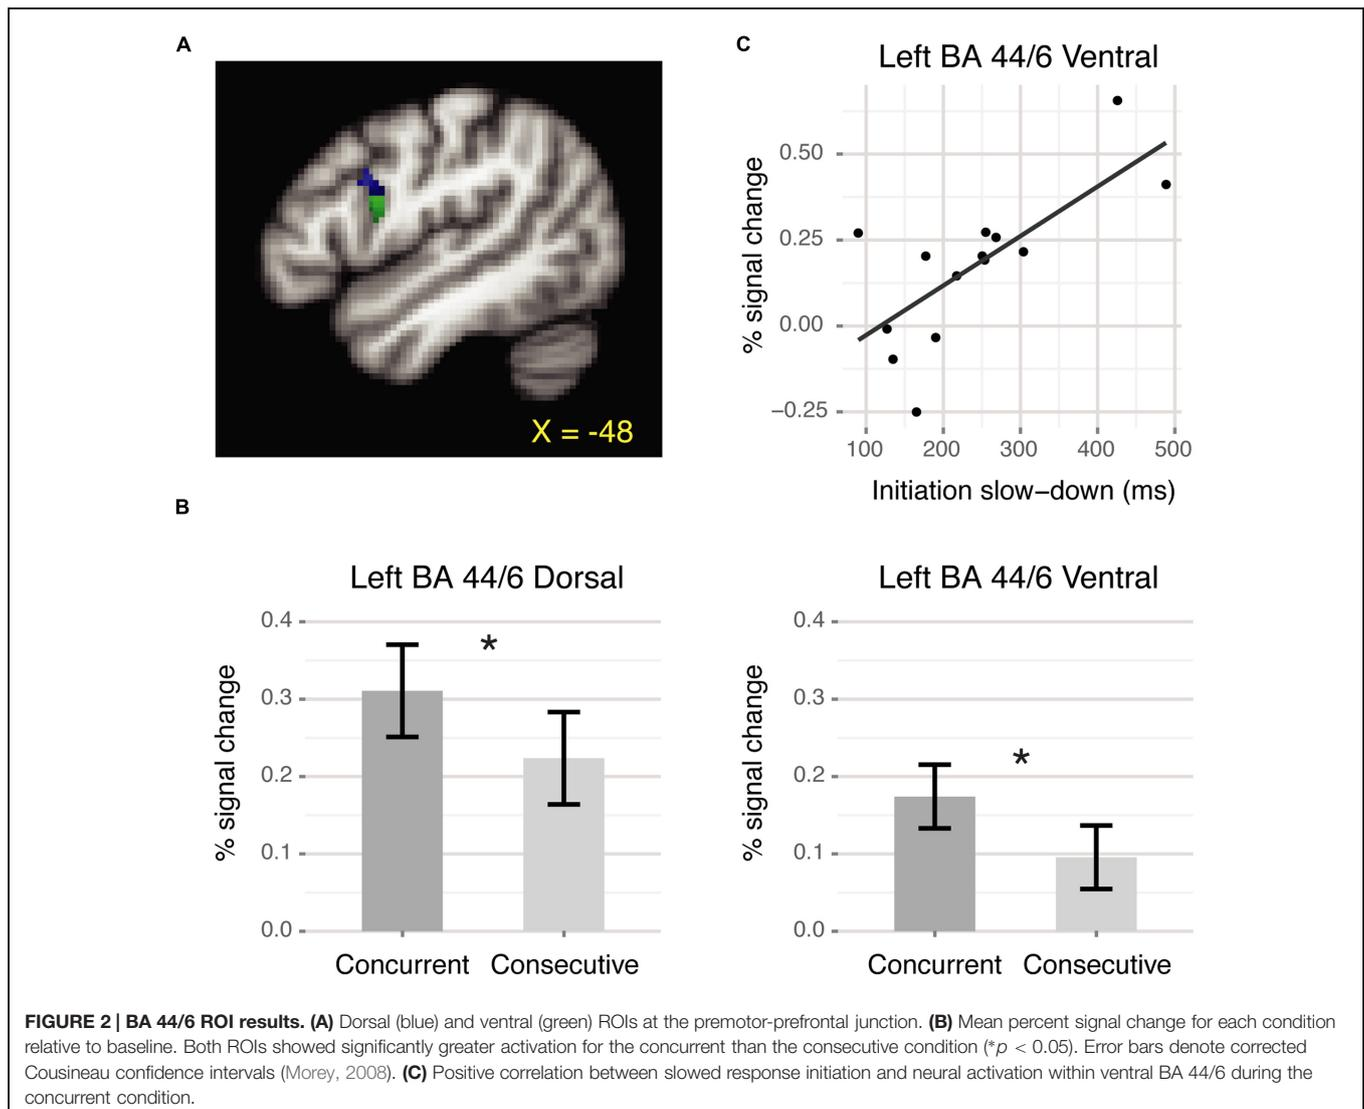 A
X = -48
C
Left BA 44/6 Ventral
% signal change
0.50
0.25
0.00
−0.25
100 200 300 400 500
Initiation slow−down (ms)
B
Left BA 44/6 Dorsal
% signal change
0.4
0.3
0.2
0.1
0.0
*
Concurrent Consecutive
Left BA 44/6 Ventral
% signal change
0.4
0.3
0.2
0.1
0.0
*
Concurrent Consecutive
FIGURE 2 | BA 44/6 ROI results. (A) Dorsal (blue) and ventral (green) ROIs at the premotor-prefrontal junction. (B) Mean percent signal change for each condition
relative to baseline. Both ROIs showed significantly greater activation for the concurrent than the consecutive condition (*p < 0.05). Error bars denote corrected
Cousineau confidence intervals (Morey, 2008). (C) Positive correlation between slowed response initiation and neural activation within ventral BA 44/6 during the
concurrent condition.